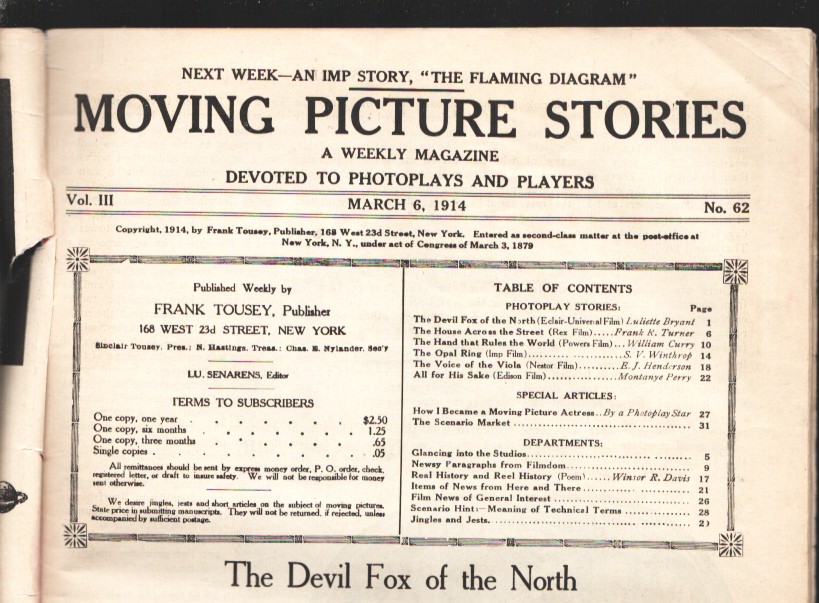 NEXT WEEK—AN IMP STORY, "THE FLAMING DIAGRAM"
MOVING PICTURE STORIES
A WEEKLY MAGAZINE
DEVOTED TO PHOTOPLAYS AND PLAYERS
Vol. III MARCH 6, 1914 No. 62
Copyright, 1914, by Frank Tousey, Publisher, 168 West 23d Street, New York. Entered as second-class matter at the post-office at
New York, N. Y., under act of Congress of March 3, 1879
Published Weekly by
FRANK TOUSEY, Publisher
168 WEST 23d STREET, NEW YORK
Sinclair Tousey, Pres.; N. Hastings, Treas.; Chas. E. Nylander, Sec'y
LU. SENARENS, Editor
TERMS TO SUBSCRIBERS
One copy, one year . . . . . . $2.50
One copy, six months . . . . . . 1.25
One copy, three months . . . . . .65
Single copies . . . . . . .05
All remittances should be sent by express money order, P. O. order, check,
registered letter, or draft to insure safety. We will not be responsible for money
sent otherwise.
We desire jingles, jests and short articles on the subject of moving pictures.
State price in submitting manuscripts. They will not be returned, if rejected, unless
accompanied by sufficient postage.
TABLE OF CONTENTS
PHOTOPLAY STORIES: Page
The Devil Fox of the North (Eclair-Universal Film) Luliette Bryant 1
The House Across the Street (Rex Film).....Frank R. Turner 6
The Hand that Rules the World (Powers Film)...William Curry 10
The Opal Ring (Imp Film)..................S. V. Winthrop 14
The Voice of the Viola (Nestor Film)..........E. J. Henderson 18
All for His Sake (Edison Film)..............Montanye Perry 22
SPECIAL ARTICLES:
How I Became a Moving Picture Actress..By a Photoplay Star 27
The Scenario Market............................... 31
DEPARTMENTS:
Glancing into the Studios............................ 5
Newsy Paragraphs from Filmdom..................... 9
Real History and Reel History (Poem)......Winsor R. Davis 17
Items of News from Here and There................... 21
Film News of General Interest........................ 26
Scenario Hint:—Meaning of Technical Terms............ 28
Jingles and Jests.................................
The Devil Fox of the North